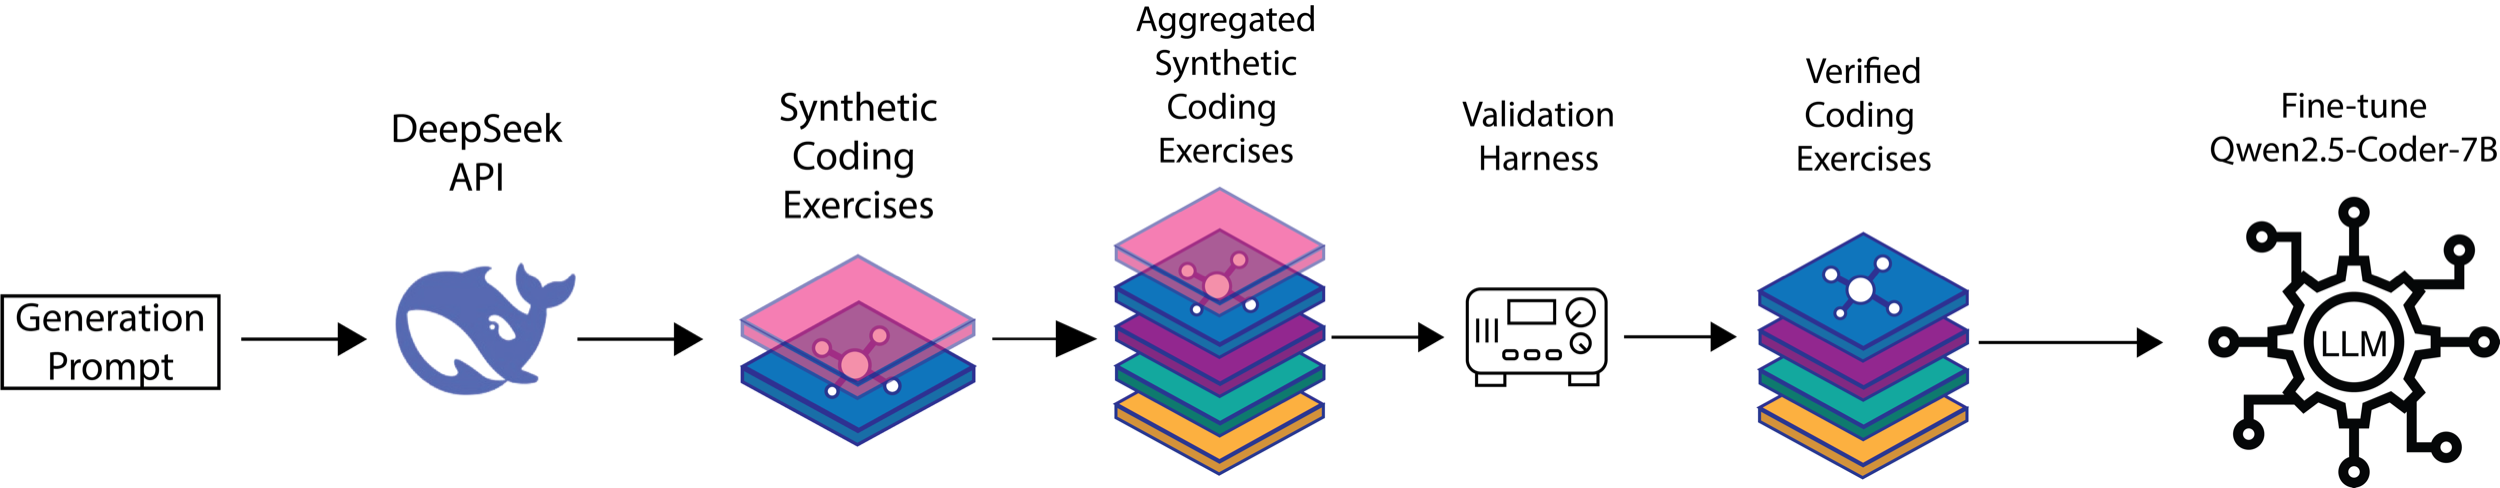 Generation
Prompt
DeepSeek
API
Synthetic
Coding
Exercises
Aggregated
Synthetic
Coding
Exercises
Validation
Harness
Verified
Coding
Exercises
Fine-tune
Qwen2.5-Coder-7B
LLM